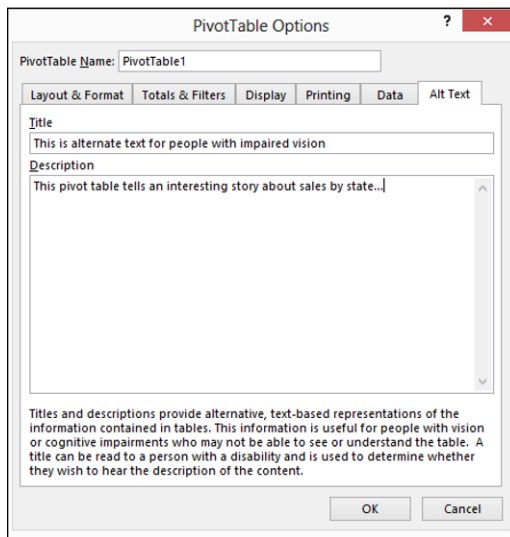 PivotTable Options
? ×
PivotTable Name: PivotTable1
Layout & Format Totals & Filters Display Printing Data Alt Text
Title
This is alternate text for people with impaired vision
Description
This pivot table tells an interesting story about sales by state...
Titles and descriptions provide alternative, text-based representations of the
information contained in tables. This information is useful for people with vision
or cognitive impairments who may not be able to see or understand the table. A
title can be read to a person with a disability and is used to determine whether
they wish to hear the description of the content.
OK Cancel